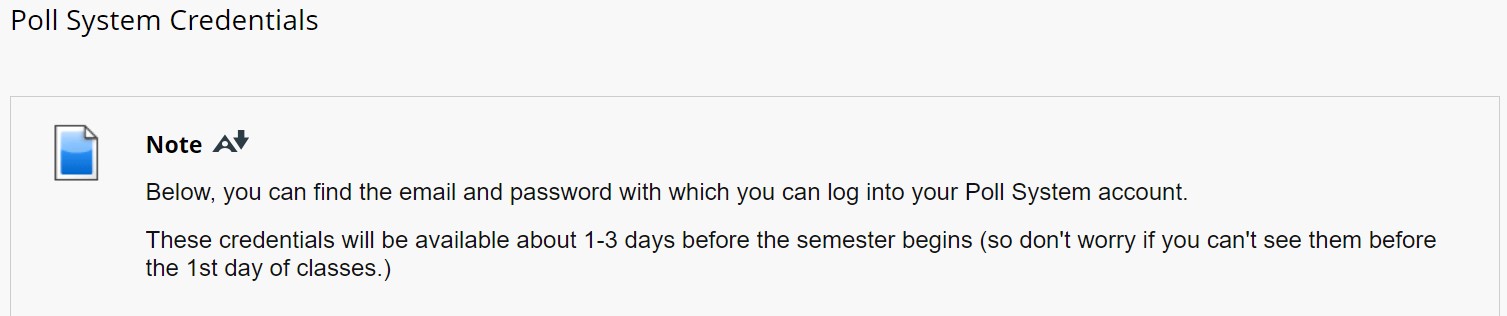 Poll System Credentials
Note
Below, you can find the email and password with which you can log into your Poll System account.
These credentials will be available about 1-3 days before the semester begins (so don't worry if you can't see them before
the 1st day of classes.)